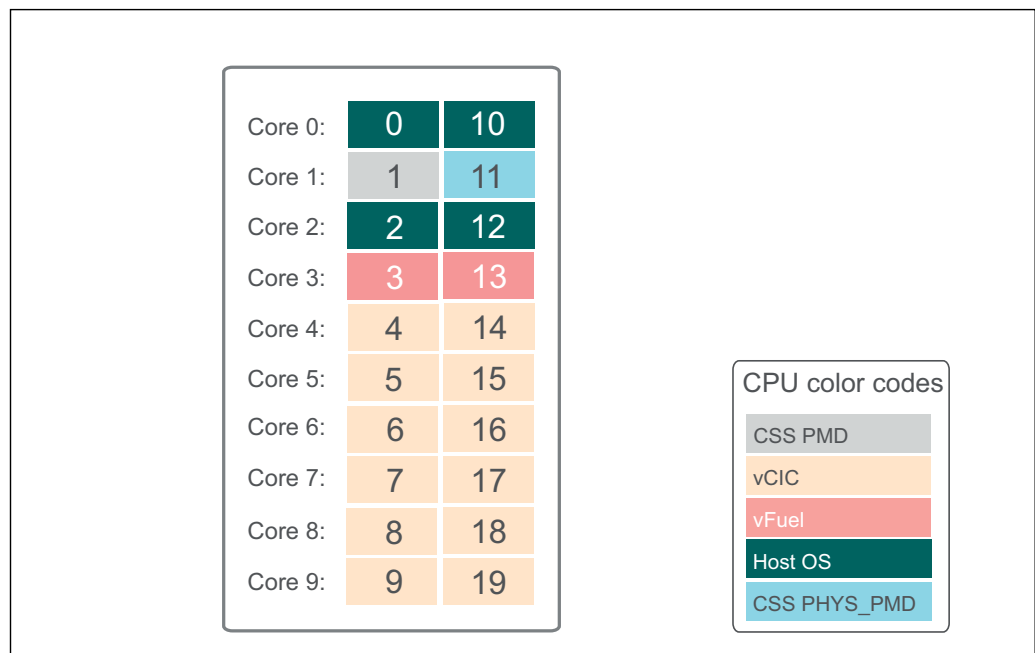 Core 0: 0 10
Core 1: 1 11
Core 2: 2 12
Core 3: 3 13
Core 4: 4 14
Core 5: 5 15
Core 6: 6 16
Core 7: 7 17
Core 8: 8 18
Core 9: 9 19
CPU color codes
CSS PMD
vCIC
vFuel
Host OS
CSS PHYS_PMD